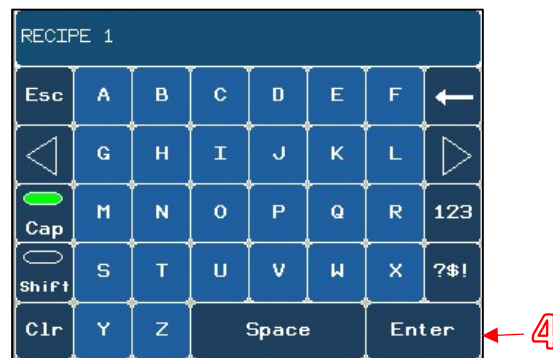 RECIPE 1
Esc A B C D E F ←
G H I J K L
Cap M N O P Q R 123
Shift S T U V W X ?$!
Clr Y Z Space Enter 4